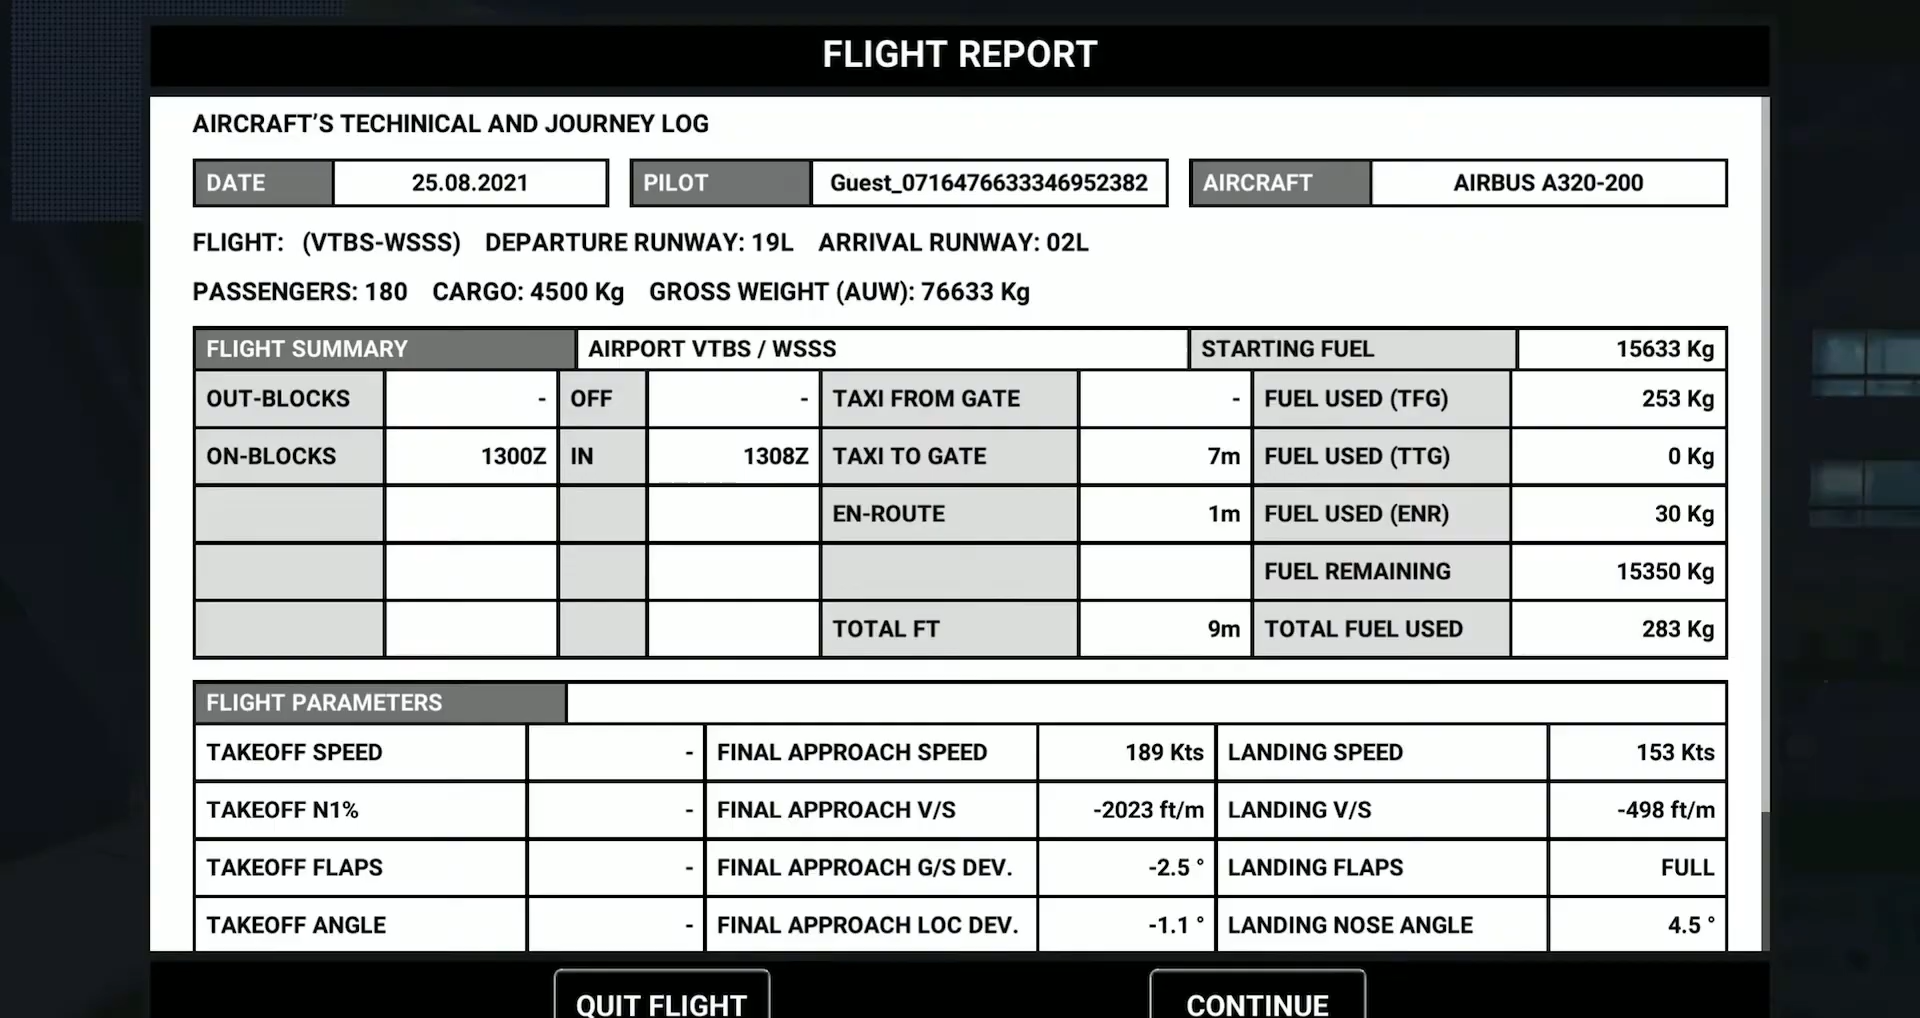 FLIGHT REPORT
AIRCRAFT'S TECHINICAL AND JOURNEY LOG
DATE 25.08.2021 PILOT Guest_0716476633346952382 AIRCRAFT AIRBUS A320-200
FLIGHT: (VTBS-WSSS) DEPARTURE RUNWAY: 19L ARRIVAL RUNWAY: 02L
PASSENGERS: 180 CARGO: 4500 Kg GROSS WEIGHT (AUW): 76633 Kg
FLIGHT SUMMARY AIRPORT VTBS / WSSS STARTING FUEL 15633 Kg
OUT-BLOCKS - OFF - TAXI FROM GATE - FUEL USED (TFG) 253 Kg
ON-BLOCKS 1300Z IN 1308Z TAXI TO GATE 7m FUEL USED (TTG) 0 Kg
EN-ROUTE 1m FUEL USED (ENR) 30 Kg
FUEL REMAINING 15350 Kg
TOTAL FT 9m TOTAL FUEL USED 283 Kg
FLIGHT PARAMETERS
TAKEOFF SPEED - FINAL APPROACH SPEED 189 Kts LANDING SPEED 153 Kts
TAKEOFF N1% - FINAL APPROACH V/S -2023 ft/m LANDING V/S -498 ft/m
TAKEOFF FLAPS - FINAL APPROACH G/S DEV. -2.5 ° LANDING FLAPS FULL
TAKEOFF ANGLE - FINAL APPROACH LOC DEV. -1.1 ° LANDING NOSE ANGLE 4.5 °
QUIT FLIGHT CONTINUE